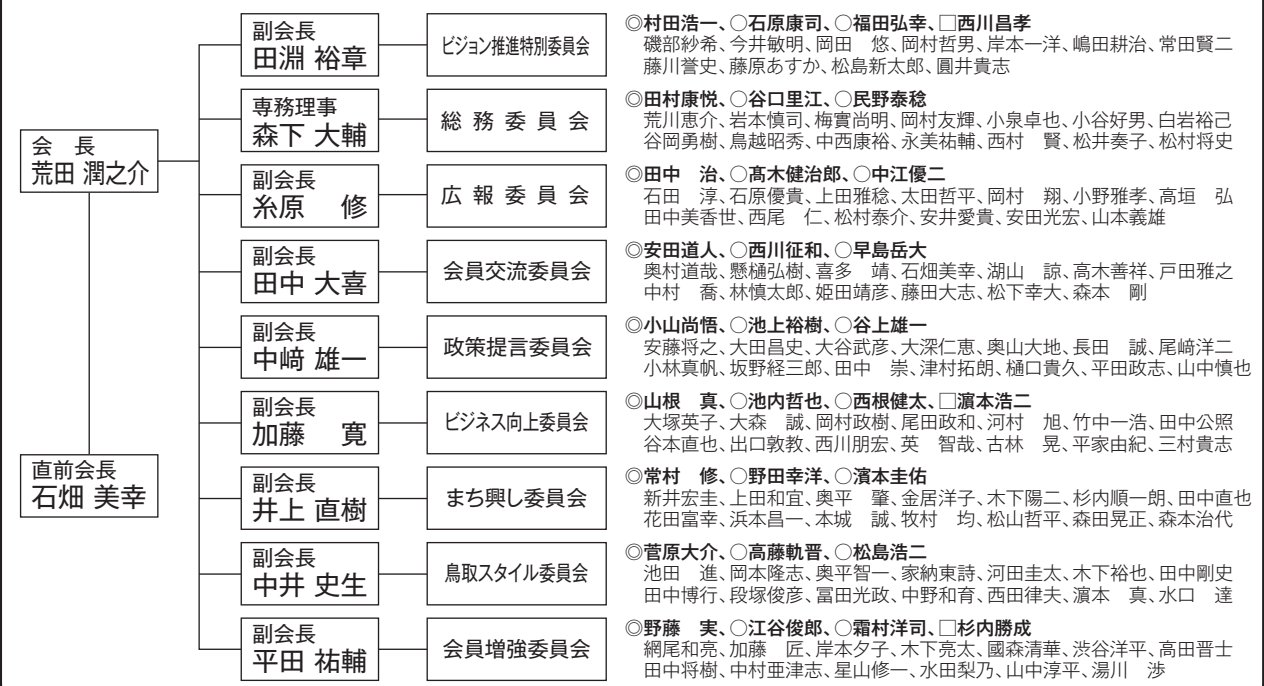 会　長
荒田 潤之介
直前会長
石畑 美幸
副会長
田淵 裕章
ビジョン推進特別委員会
◎村田浩一、○石原康司、○福田弘幸、□西川昌孝
磯部紗希、今井敏明、岡田　悠、岡村哲男、岸本一洋、嶋田耕治、常田賢二
藤川誉史、藤原あすか、松島新太郎、圓井貴志
専務理事
森下 大輔
総務委員会
◎田村康悦、○谷口里江、○民野泰稔
荒川恵介、岩本慎司、梅實尚明、岡村友輝、小泉卓也、小谷好男、白岩裕己
谷岡勇樹、鳥越昭秀、中西康裕、永美祐輔、西村　賢、松井奏子、松村将史
副会長
糸原　修
広報委員会
◎田中　治、○髙木健治郎、○中江優二
石田　淳、石原優貴、上田雅稔、太田哲平、岡村　翔、小野雅孝、高垣　弘
田中美香世、西尾　仁、松村泰介、安井愛貴、安田光宏、山本義雄
副会長
田中 大喜
会員交流委員会
◎安田道人、○西川征和、○早島岳大
奥村道哉、懸樋弘樹、喜多　靖、石畑美幸、湖山　諒、高木善祥、戸田雅之
中村　喬、林慎太郎、姫田靖彦、藤田大志、松下幸大、森本　剛
副会長
中﨑 雄一
政策提言委員会
◎小山尚悟、○池上裕樹、○谷上雄一
安藤将之、大田昌史、大谷武彦、大深仁恵、奥山大地、長田　誠、尾﨑洋二
小林真帆、坂野経三郎、田中　崇、津村拓朗、樋口貴久、平田政志、山中慎也
副会長
加藤　寛
ビジネス向上委員会
◎山根　真、○池内哲也、○西根健太、□濵本浩二
大塚英子、大森　誠、岡村政樹、尾田政和、河村　旭、竹中一浩、田中公照
谷本直也、出口敦教、西川朋宏、英　智哉、古林　晃、平家由紀、三村貴志
副会長
井上 直樹
まち興し委員会
◎常村　修、○野田幸洋、○濱本圭佑
新井宏圭、上田和宜、奥平　肇、金居洋子、木下陽二、杉内順一朗、田中直也
花田富幸、浜本昌一、本城　誠、牧村　均、松山哲平、森田晃正、森本治代
副会長
中井 史生
鳥取スタイル委員会
◎菅原大介、○高藤軌晋、○松島浩二
池田　進、岡本隆志、奥平智一、家納東詩、河田圭太、木下裕也、田中剛史
田中博行、段塚俊彦、冨田光政、中野和育、西田律夫、濵本　真、水口　達
副会長
平田 祐輔
会員増強委員会
◎野藤　実、○江谷俊郎、○霜村洋司、□杉内勝成
網尾和亮、加藤　匠、岸本夕子、木下亮太、國森清華、渋谷洋平、高田晋士
田中将樹、中村亜津志、星山修一、水田梨乃、山中淳平、湯川　渉